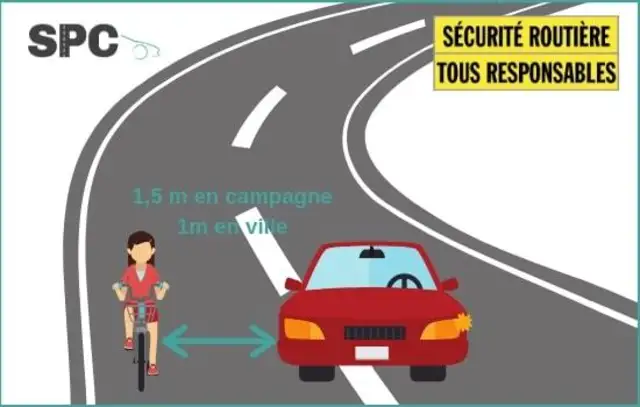 SPC
SÉCURITÉ ROUTIÈRE
TOUS RESPONSABLES
1,5 m en campagne
1m en ville